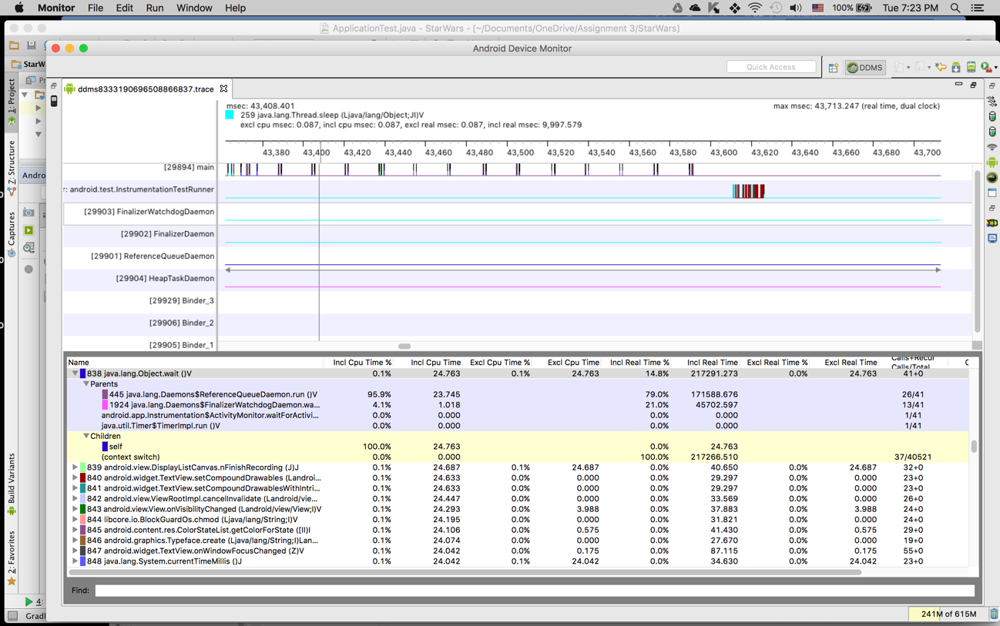 Monitor File Edit Run Window Help 100% Tue 7:23 PM
ApplicationTest.java - StarWars - [~/Documents/OneDrive/Assignment 3/StarWars]
Android Device Monitor
Quick Access DDMS
StarW
1: Project
Z: Structure
Captures
Build Variants
2: Favorites
Andro
4:
Gradl
ddms8333190696508866837.trace
msec: 43,408.401 max msec: 43,713.247 (real time, dual clock)
259 java.lang.Thread.sleep (Ljava/lang/Object;JI)V
excl cpu msec: 0.087, incl cpu msec: 0.087, excl real msec: 0.087, incl real msec: 9,997.579
43,380 43,400 43,420 43,440 43,460 43,480 43,500 43,520 43,540 43,560 43,580 43,600 43,620 43,640 43,660 43,680 43,700
[29894] main
r: android.test.InstrumentationTestRunner
[29903] FinalizerWatchdogDaemon
[29902] FinalizerDaemon
[29901] ReferenceQueueDaemon
[29904] HeapTaskDaemon
[29929] Binder_3
[29906] Binder_2
[29905] Binder_1
Name Incl Cpu Time % Incl Cpu Time Excl Cpu Time % Excl Cpu Time Incl Real Time % Incl Real Time Excl Real Time % Excl Real Time Calls+Recur Calls/Total
838 java.lang.Object.wait ()V 0.1% 24.763 0.1% 24.763 14.8% 217291.273 0.0% 24.763 41+0
Parents
445 java.lang.Daemons$ReferenceQueueDaemon.run ()V 95.9% 23.745 79.0% 171588.676 26/41
1924 java.lang.Daemons$FinalizerWatchdogDaemon.wa... 4.1% 1.018 21.0% 45702.597 13/41
android.app.Instrumentation$ActivityMonitor.waitForActivi... 0.0% 0.000 0.0% 0.000 1/41
java.util.Timer$TimerImpl.run ()V 0.0% 0.000 0.0% 0.000 1/41
Children
self 100.0% 24.763 0.0% 24.763
(context switch) 0.0% 0.000 100.0% 217266.510 37/40521
839 android.view.DisplayListCanvas.nFinishRecording (J)J 0.1% 24.687 0.1% 24.687 0.0% 40.650 0.0% 24.687 32+0
840 android.widget.TextView.setCompoundDrawables (Landroi... 0.1% 24.633 0.0% 0.000 0.0% 29.297 0.0% 0.000 23+0
841 android.widget.TextView.setCompoundDrawablesWithIntri... 0.1% 24.633 0.0% 0.000 0.0% 29.297 0.0% 0.000 23+0
842 android.view.ViewRootImpl.cancelInvalidate (Landroid/vie... 0.1% 24.447 0.0% 0.000 0.0% 33.569 0.0% 0.000 26+0
843 android.view.View.onVisibilityChanged (Landroid/view/View;I)V 0.1% 24.293 0.0% 3.988 0.0% 37.883 0.0% 3.988 24+0
844 libcore.io.BlockGuardOs.chmod (Ljava/lang/String;I)V 0.1% 24.195 0.0% 0.000 0.0% 31.821 0.0% 0.000 24+0
845 android.content.res.ColorStateList.getColorForState ([II)I 0.1% 24.106 0.0% 0.575 0.0% 41.430 0.0% 0.575 29+0
846 android.graphics.Typeface.create (Ljava/lang/String;I)Lan... 0.1% 24.074 0.0% 0.000 0.0% 27.670 0.0% 0.000 19+0
847 android.widget.TextView.onWindowFocusChanged (Z)V 0.1% 24.042 0.0% 0.175 0.0% 87.115 0.0% 0.175 55+0
848 java.lang.System.currentTimeMillis ()J 0.1% 24.042 0.1% 24.042 0.0% 34.630 0.0% 24.042 23+0
Find:
241M of 615M